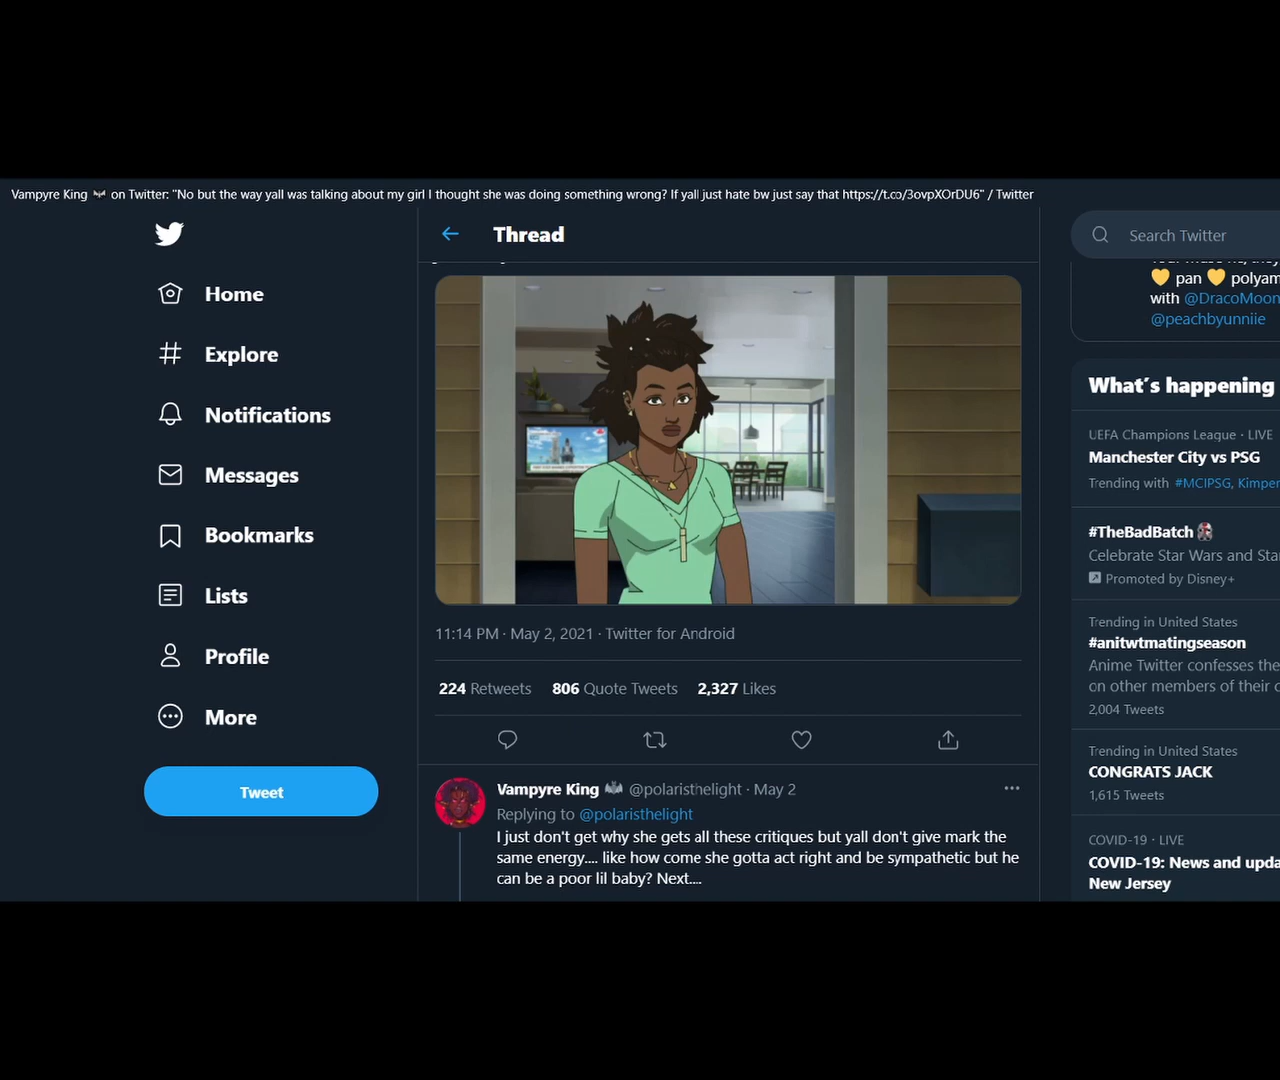 Vampyre King 🦇 on Twitter: "No but the way yall was talking about my girl I thought she was doing something wrong? If yall just hate bw just say that https://t.co/3ovpXOrDU6" / Twitter
Thread
Search Twitter
Home
Explore
Notifications
Messages
Bookmarks
Lists
Profile
More
Tweet
11:14 PM · May 2, 2021 · Twitter for Android
224 Retweets 806 Quote Tweets 2,327 Likes
Vampyre King 🦇 @polaristhelight · May 2
Replying to @polaristhelight
I just don't get why she gets all these critiques but yall don't give mark the
same energy.... like how come she gotta act right and be sympathetic but he
can be a poor lil baby? Next....
💛 pan 💛 polyam
with @DracoMoon
@peachbyunniie
What's happening
UEFA Champions League · LIVE
Manchester City vs PSG
Trending with #MCIPSG, Kimper
#TheBadBatch
Celebrate Star Wars and Sta
Promoted by Disney+
Trending in United States
#anitwtmatingseason
Anime Twitter confesses the
on other members of their c
2,004 Tweets
Trending in United States
CONGRATS JACK
1,615 Tweets
COVID-19 · LIVE
COVID-19: News and upda
New Jersey